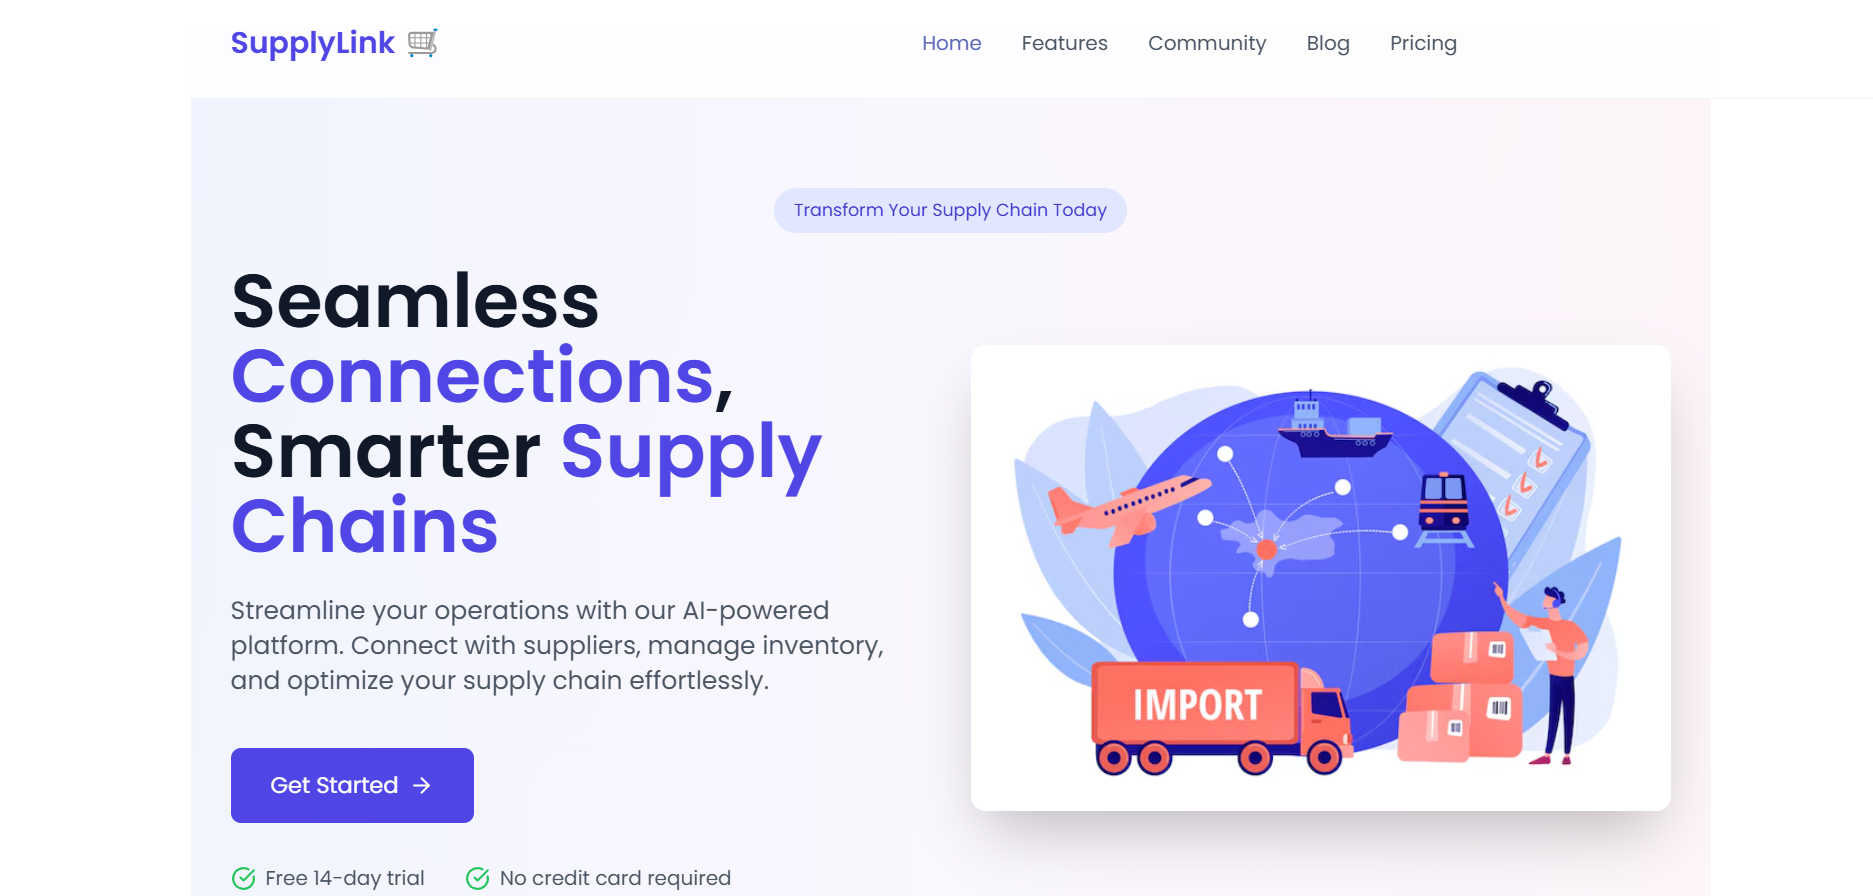 SupplyLink 🛒
Home Features Community Blog Pricing
Transform Your Supply Chain Today
Seamless
Connections,
Smarter Supply
Chains
Streamline your operations with our AI-powered
platform. Connect with suppliers, manage inventory,
and optimize your supply chain effortlessly.
Get Started →
Free 14-day trial No credit card required
IMPORT